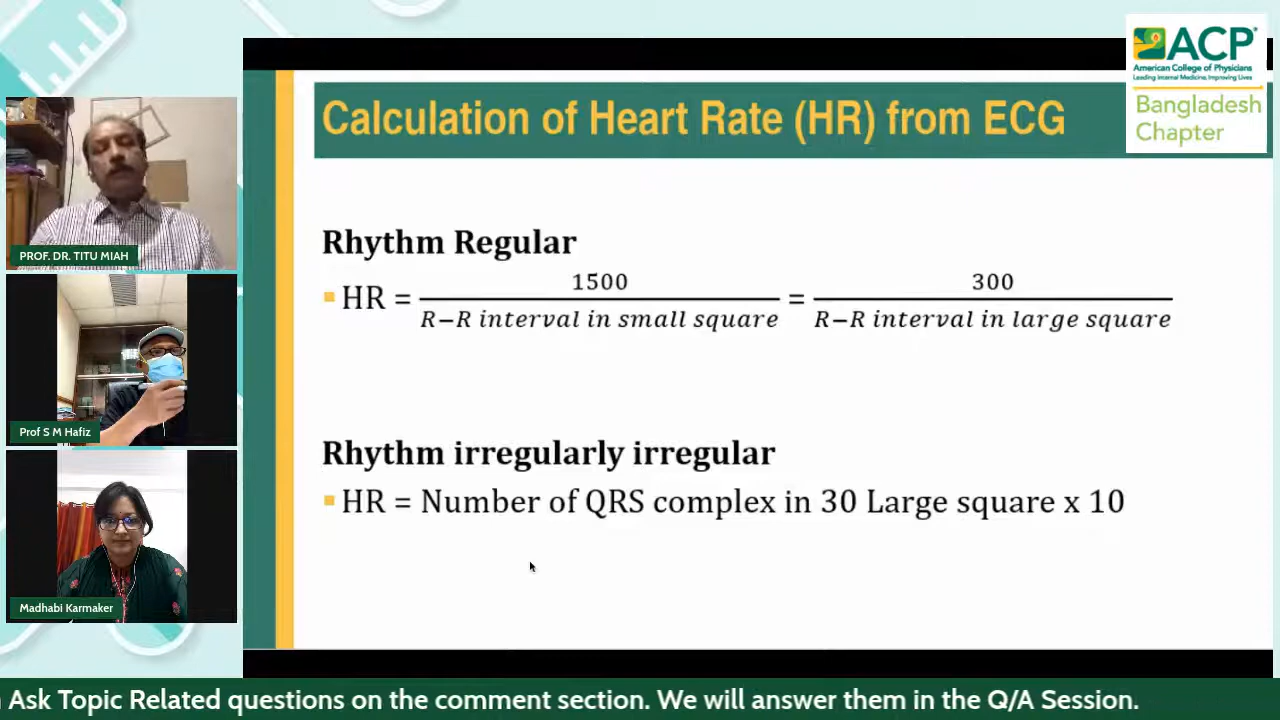 ACP
American College of Physicians
Leading Internal Medicine, Improving Lives
Bangladesh
Chapter
Calculation of Heart Rate (HR) from ECG
Rhythm Regular
HR = 1500 / R−R interval in small square = 300 / R−R interval in large square
Rhythm irregularly irregular
HR = Number of QRS complex in 30 Large square x 10
PROF. DR. TITU MIAH
Prof S M Hafiz
Madhabi Karmaker
Ask Topic Related questions on the comment section. We will answer them in the Q/A Session.